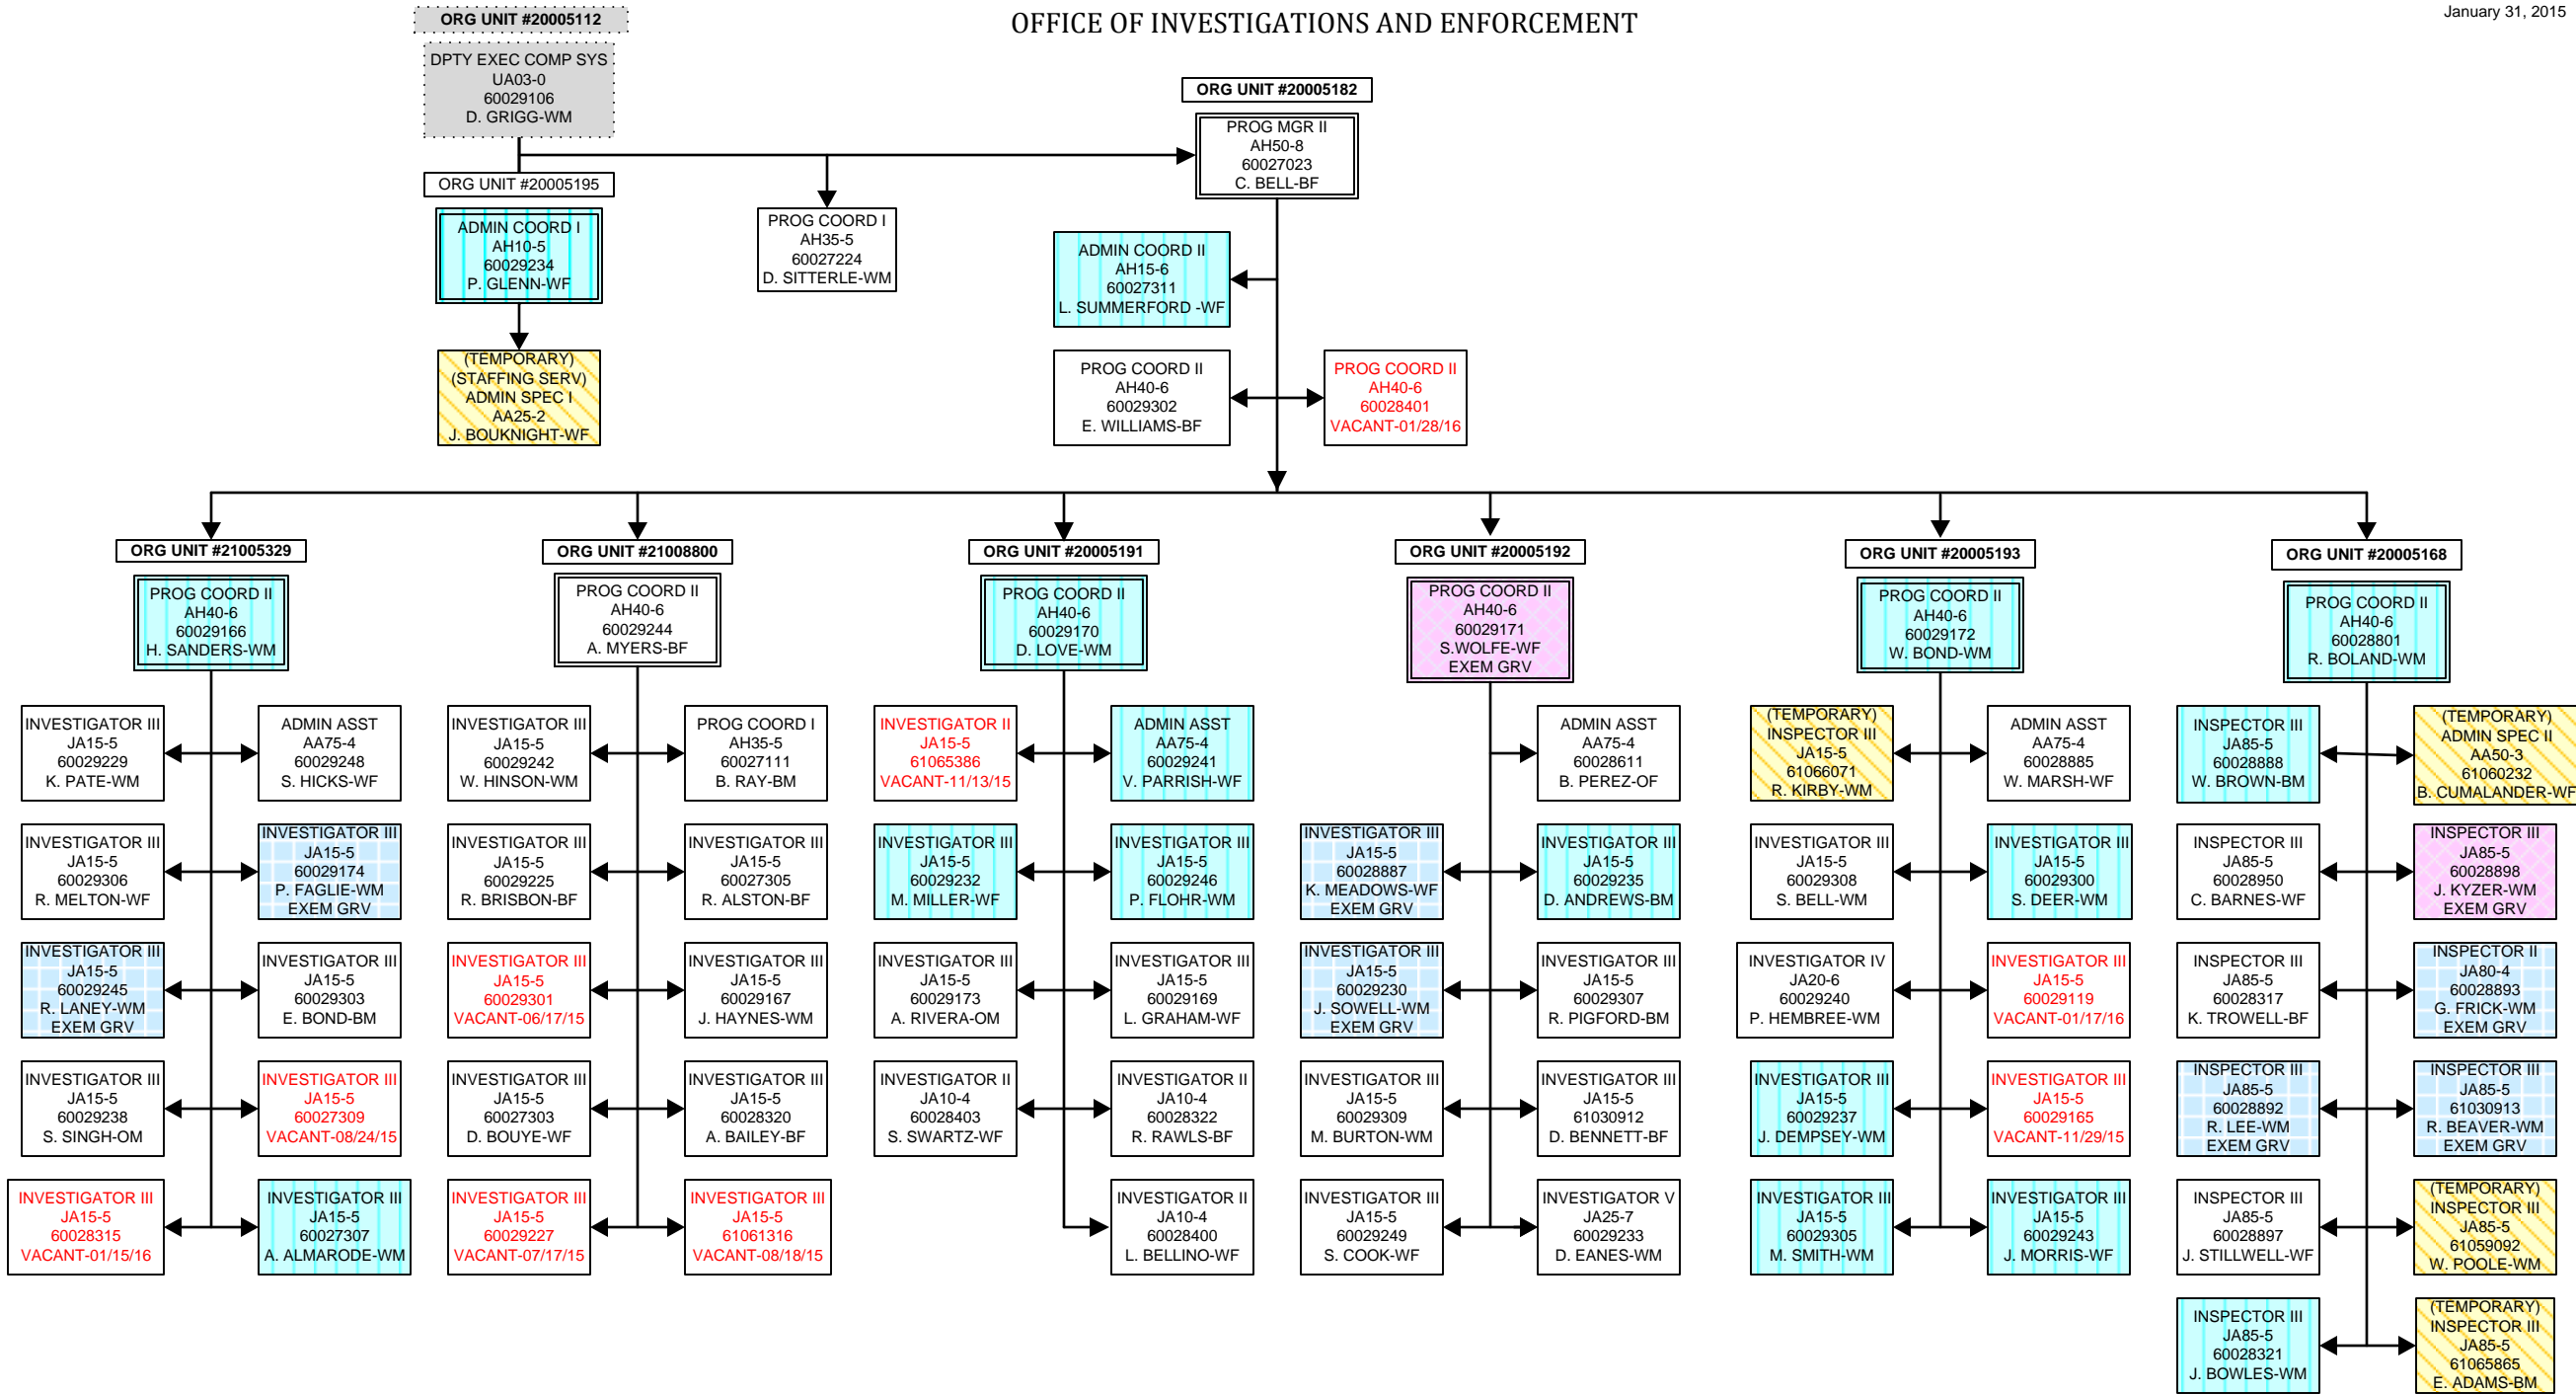 ORG UNIT #20005112
OFFICE OF INVESTIGATIONS AND ENFORCEMENT
January 31, 2015
DPTY EXEC COMP SYS
UA03-0
60029106
D. GRIGG-WM
ORG UNIT #20005182
PROG MGR II
AH50-8
60027023
C. BELL-BF
ORG UNIT #20005195
ADMIN COORD I
AH10-5
60029234
P. GLENN-WF
PROG COORD I
AH35-5
60027224
D. SITTERLE-WM
ADMIN COORD II
AH15-6
60027311
L. SUMMERFORD -WF
(TEMPORARY)
(STAFFING SERV)
ADMIN SPEC I
AA25-2
J. BOUKNIGHT-WF
PROG COORD II
AH40-6
60029302
E. WILLIAMS-BF
PROG COORD II
AH40-6
60028401
VACANT-01/28/16
ORG UNIT #21005329
PROG COORD II
AH40-6
60029166
H. SANDERS-WM
INVESTIGATOR III
JA15-5
60029229
K. PATE-WM
ADMIN ASST
AA75-4
60029248
S. HICKS-WF
INVESTIGATOR III
JA15-5
60029306
R. MELTON-WF
INVESTIGATOR III
JA15-5
60029174
P. FAGLIE-WM
EXEM GRV
INVESTIGATOR III
JA15-5
60029245
R. LANEY-WM
EXEM GRV
INVESTIGATOR III
JA15-5
60029303
E. BOND-BM
INVESTIGATOR III
JA15-5
60029238
S. SINGH-OM
INVESTIGATOR III
JA15-5
60027309
VACANT-08/24/15
INVESTIGATOR III
JA15-5
60028315
VACANT-01/15/16
INVESTIGATOR III
JA15-5
60027307
A. ALMARODE-WM
ORG UNIT #21008800
PROG COORD II
AH40-6
60029244
A. MYERS-BF
INVESTIGATOR III
JA15-5
60029242
W. HINSON-WM
PROG COORD I
AH35-5
60027111
B. RAY-BM
INVESTIGATOR III
JA15-5
60029225
R. BRISBON-BF
INVESTIGATOR III
JA15-5
60027305
R. ALSTON-BF
INVESTIGATOR III
JA15-5
60029301
VACANT-06/17/15
INVESTIGATOR III
JA15-5
60029167
J. HAYNES-WM
INVESTIGATOR III
JA15-5
60027303
D. BOUYE-WF
INVESTIGATOR III
JA15-5
60028320
A. BAILEY-BF
INVESTIGATOR III
JA15-5
60029227
VACANT-07/17/15
INVESTIGATOR III
JA15-5
61061316
VACANT-08/18/15
ORG UNIT #20005191
PROG COORD II
AH40-6
60029170
D. LOVE-WM
INVESTIGATOR II
JA15-5
61065386
VACANT-11/13/15
ADMIN ASST
AA75-4
60029241
V. PARRISH-WF
INVESTIGATOR III
JA15-5
60029232
M. MILLER-WF
INVESTIGATOR III
JA15-5
60029246
P. FLOHR-WM
INVESTIGATOR III
JA15-5
60029173
A. RIVERA-OM
INVESTIGATOR III
JA15-5
60029169
L. GRAHAM-WF
INVESTIGATOR II
JA10-4
60028403
S. SWARTZ-WF
INVESTIGATOR II
JA10-4
60028322
R. RAWLS-BF
INVESTIGATOR II
JA10-4
60028400
L. BELLINO-WF
ORG UNIT #20005192
PROG COORD II
AH40-6
60029171
S.WOLFE-WF
EXEM GRV
ADMIN ASST
AA75-4
60028611
B. PEREZ-OF
INVESTIGATOR III
JA15-5
60028887
K. MEADOWS-WF
EXEM GRV
INVESTIGATOR III
JA15-5
60029235
D. ANDREWS-BM
INVESTIGATOR III
JA15-5
60029230
J. SOWELL-WM
EXEM GRV
INVESTIGATOR III
JA15-5
60029307
R. PIGFORD-BM
INVESTIGATOR III
JA15-5
60029309
M. BURTON-WM
INVESTIGATOR III
JA15-5
61030912
D. BENNETT-BF
INVESTIGATOR III
JA15-5
60029249
S. COOK-WF
INVESTIGATOR V
JA25-7
60029233
D. EANES-WM
ORG UNIT #20005193
PROG COORD II
AH40-6
60029172
W. BOND-WM
(TEMPORARY)
INSPECTOR III
JA15-5
61066071
R. KIRBY-WM
ADMIN ASST
AA75-4
60028885
W. MARSH-WF
INVESTIGATOR III
JA15-5
60029308
S. BELL-WM
INVESTIGATOR III
JA15-5
60029300
S. DEER-WM
INVESTIGATOR IV
JA20-6
60029240
P. HEMBREE-WM
INVESTIGATOR III
JA15-5
60029119
VACANT-01/17/16
INVESTIGATOR III
JA15-5
60029237
J. DEMPSEY-WM
INVESTIGATOR III
JA15-5
60029165
VACANT-11/29/15
INVESTIGATOR III
JA15-5
60029305
M. SMITH-WM
INVESTIGATOR III
JA15-5
60029243
J. MORRIS-WF
ORG UNIT #20005168
PROG COORD II
AH40-6
60028801
R. BOLAND-WM
INSPECTOR III
JA85-5
60028888
W. BROWN-BM
(TEMPORARY)
ADMIN SPEC II
AA50-3
61060232
B. CUMALANDER-WF
INSPECTOR III
JA85-5
60028950
C. BARNES-WF
INSPECTOR III
JA85-5
60028898
J. KYZER-WM
EXEM GRV
INSPECTOR III
JA85-5
60028317
K. TROWELL-BF
INSPECTOR II
JA80-4
60028893
G. FRICK-WM
EXEM GRV
INSPECTOR III
JA85-5
60028892
R. LEE-WM
EXEM GRV
INSPECTOR III
JA85-5
61030913
R. BEAVER-WM
EXEM GRV
INSPECTOR III
JA85-5
60028897
J. STILLWELL-WF
(TEMPORARY)
INSPECTOR III
JA85-5
61059092
W. POOLE-WM
INSPECTOR III
JA85-5
60028321
J. BOWLES-WM
(TEMPORARY)
INSPECTOR III
JA85-5
61065865
E. ADAMS-BM